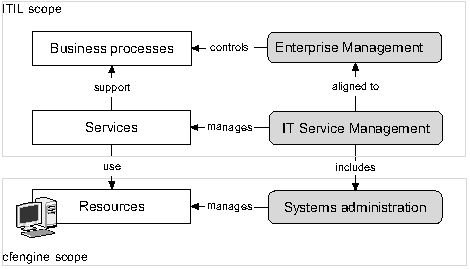 ITIL scope
Business processes
controls
Enterprise Management
support
aligned to
Services
manages
IT Service Management
use
includes
Resources
manages
Systems administration
cfengine scope